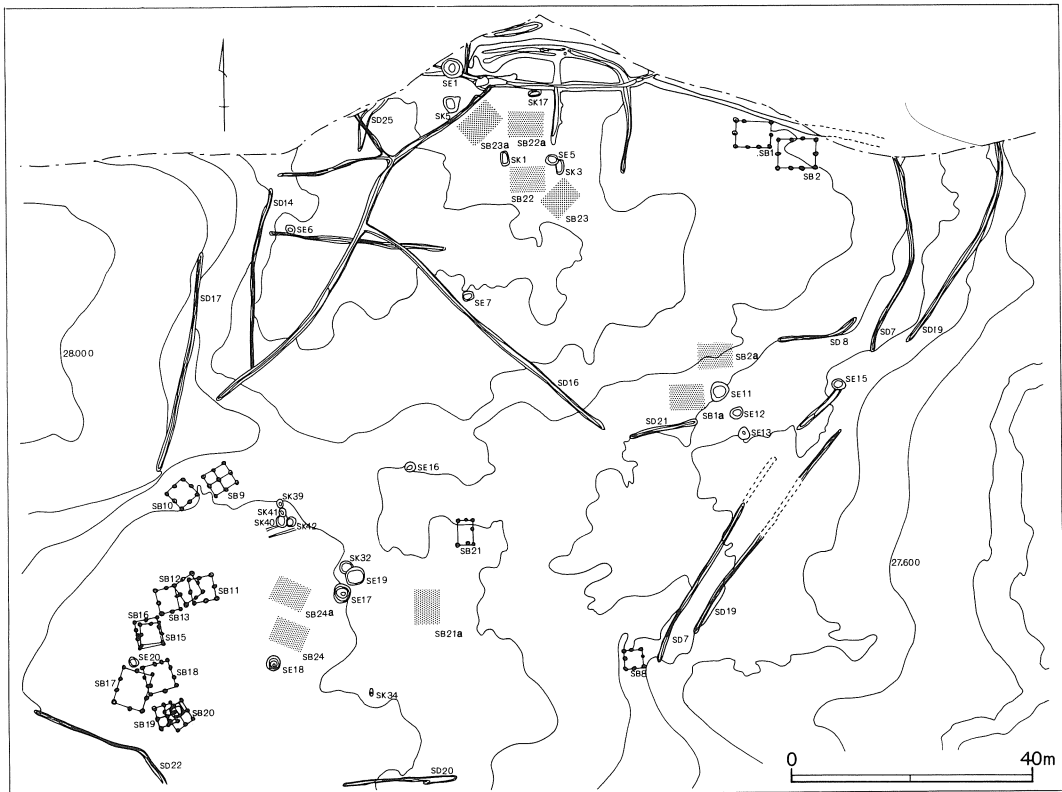 SE1
SK5
SD25
SK17
SB23a
SB22a
SK1
SE5
SK3
SB22
SB23
SB1
SB2
SD14
SE6
SD17
SE7
28.000
SD16
SD8
SD7
SD19
SB2a
SE15
SE11
SB1a
SE12
SD21
SE13
SE16
SB9
SB10
SK39
SK41
SK40
SK42
SB21
SK32
SE19
SE17
27.600
SB12
SB11
SB13
SB16
SB15
SB24a
SB21a
SD19
SD7
SB24
SE20
SB18
SE18
SB8
SB17
SK34
SB20
SB19
SD22
SD20
0 40m